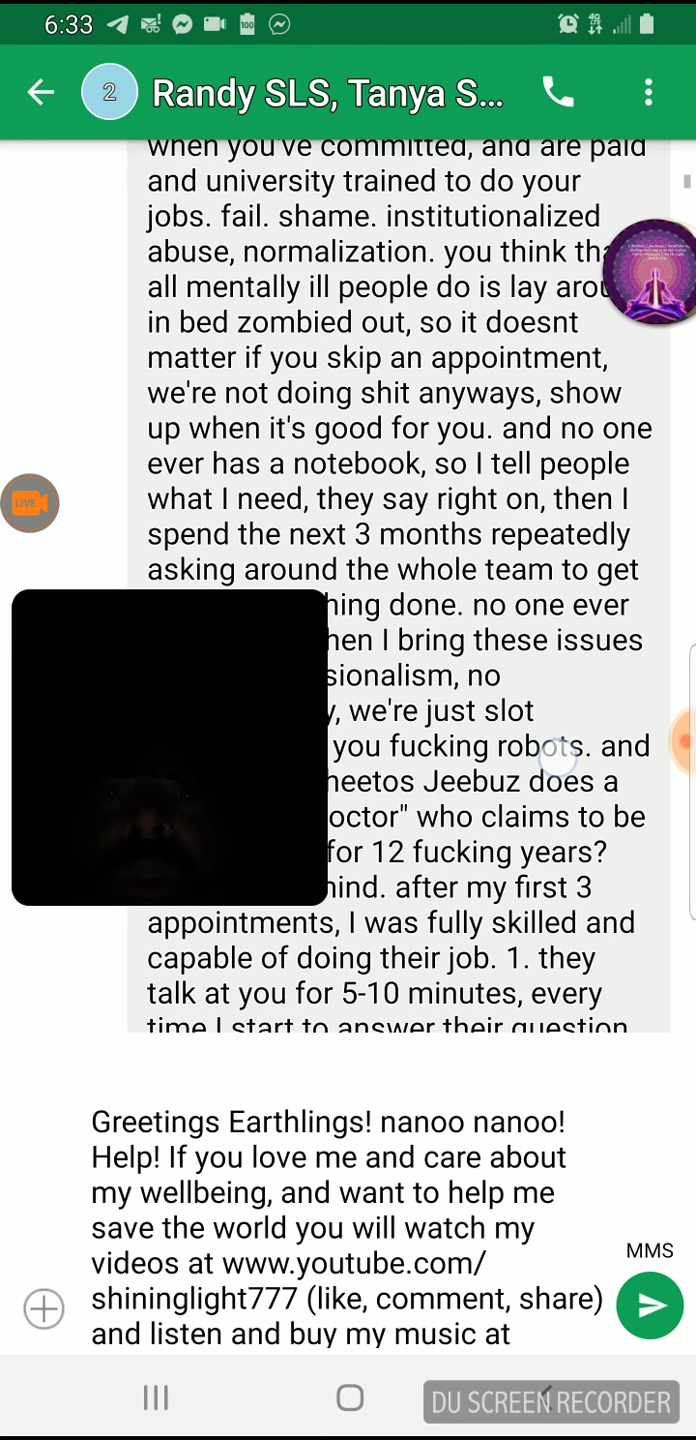 6:33
100
4G
2 Randy SLS, Tanya S...
when you've committed, and are paid
and university trained to do your
jobs. fail. shame. institutionalized
abuse, normalization. you think tha
all mentally ill people do is lay arou
in bed zombied out, so it doesnt
matter if you skip an appointment,
we're not doing shit anyways, show
up when it's good for you. and no one
ever has a notebook, so I tell people
what I need, they say right on, then I
LIVE
spend the next 3 months repeatedly
asking around the whole team to get
hing done. no one ever
hen I bring these issues
sionalism, no
y, we're just slot
you fucking robots. and
heetos Jeebuz does a
octor" who claims to be
for 12 fucking years?
ind. after my first 3
appointments, I was fully skilled and
capable of doing their job. 1. they
talk at you for 5-10 minutes, every
time I start to answer their question
Greetings Earthlings! nanoo nanoo!
Help! If you love me and care about
my wellbeing, and want to help me
save the world you will watch my
videos at www.youtube.com/
shininglight777 (like, comment, share)
and listen and buy my music at
MMS
DU SCREEN RECORDER